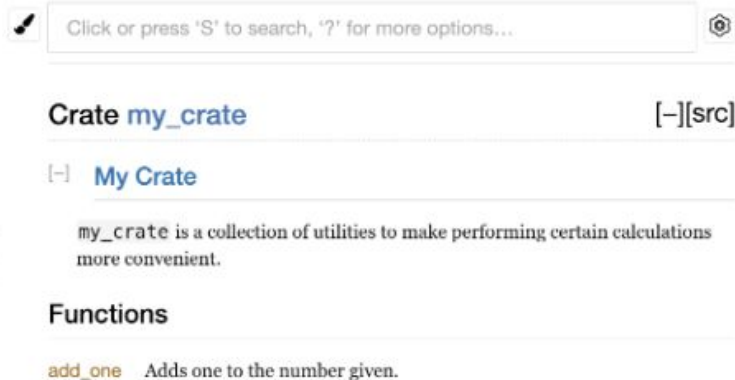 Click or press ‘S’ to search, ‘?’ for more options…
Crate my_crate [−][src]
[−] My Crate
my_crate is a collection of utilities to make performing certain calculations
more convenient.
Functions
add_one Adds one to the number given.